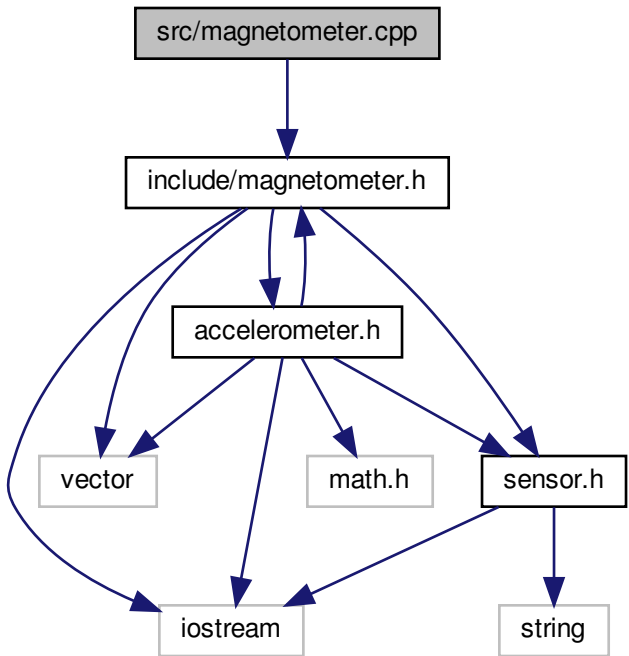 src/magnetometer.cpp
include/magnetometer.h
accelerometer.h
vector
math.h
sensor.h
iostream
string